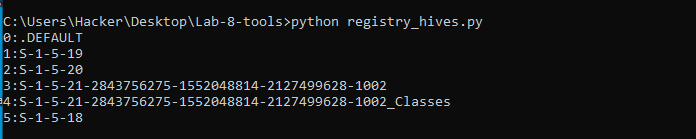 C:\Users\Hacker\Desktop\Lab-8-tools>python registry_hives.py
0:.DEFAULT
1:S-1-5-19
2:S-1-5-20
3:S-1-5-21-2843756275-1552048814-2127499628-1002
4:S-1-5-21-2843756275-1552048814-2127499628-1002_Classes
5:S-1-5-18